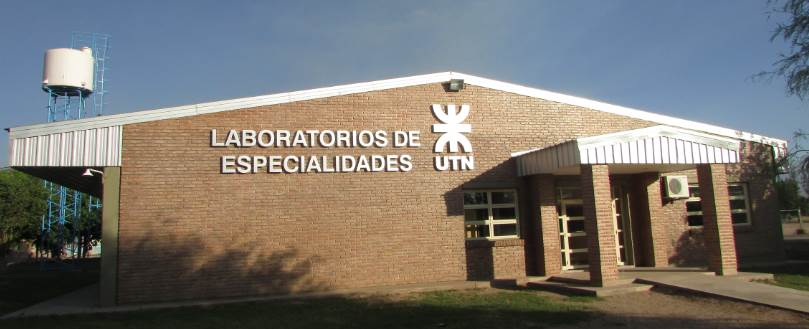 LABORATORIOS DE
ESPECIALIDADES
UTN